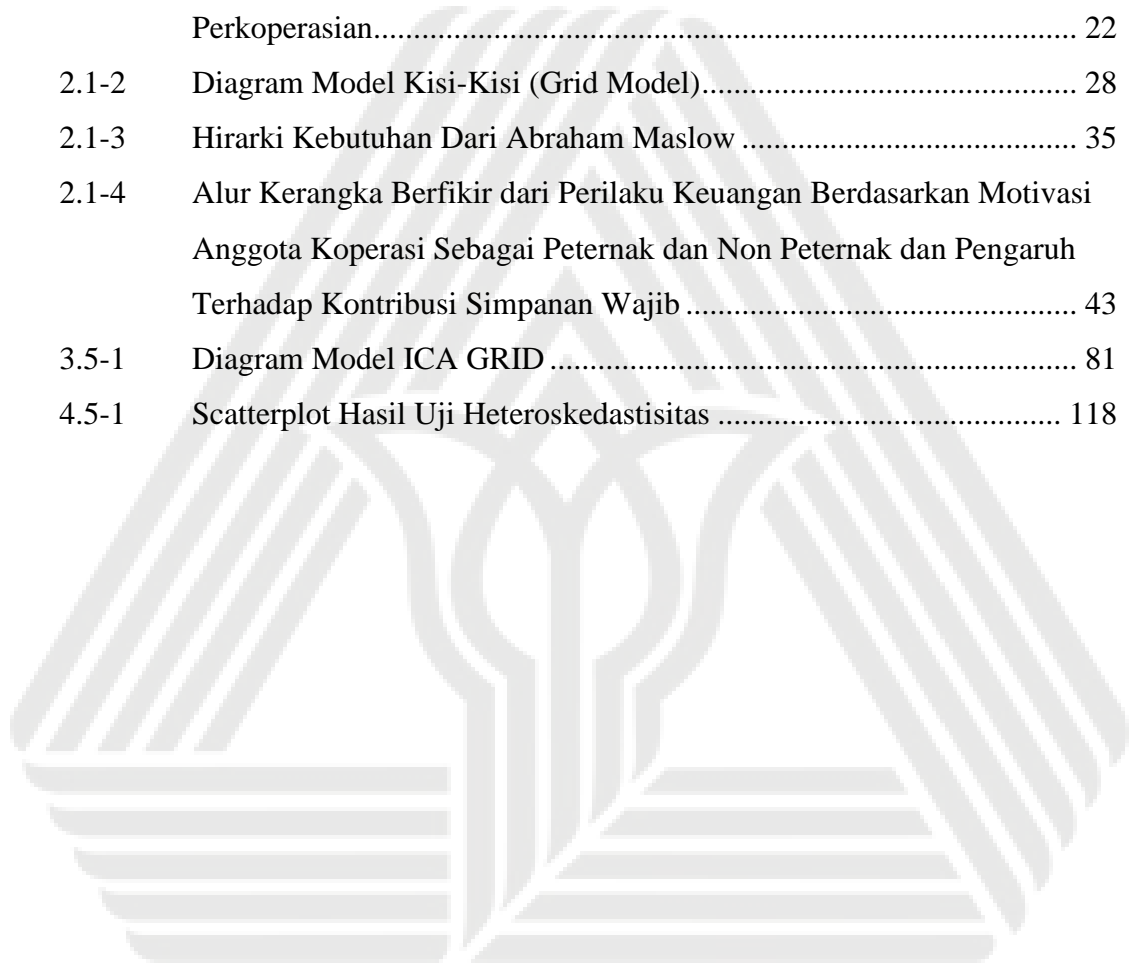 Perkoperasian.................................................................................................. 22
2.1-2 Diagram Model Kisi-Kisi (Grid Model)..................................................... 28
2.1-3 Hirarki Kebutuhan Dari Abraham Maslow ............................................... 35
2.1-4 Alur Kerangka Berfikir dari Perilaku Keuangan Berdasarkan Motivasi
Anggota Koperasi Sebagai Peternak dan Non Peternak dan Pengaruh
Terhadap Kontribusi Simpanan Wajib ....................................................... 43
3.5-1 Diagram Model ICA GRID ......................................................................... 81
4.5-1 Scatterplot Hasil Uji Heteroskedastisitas ................................................. 118